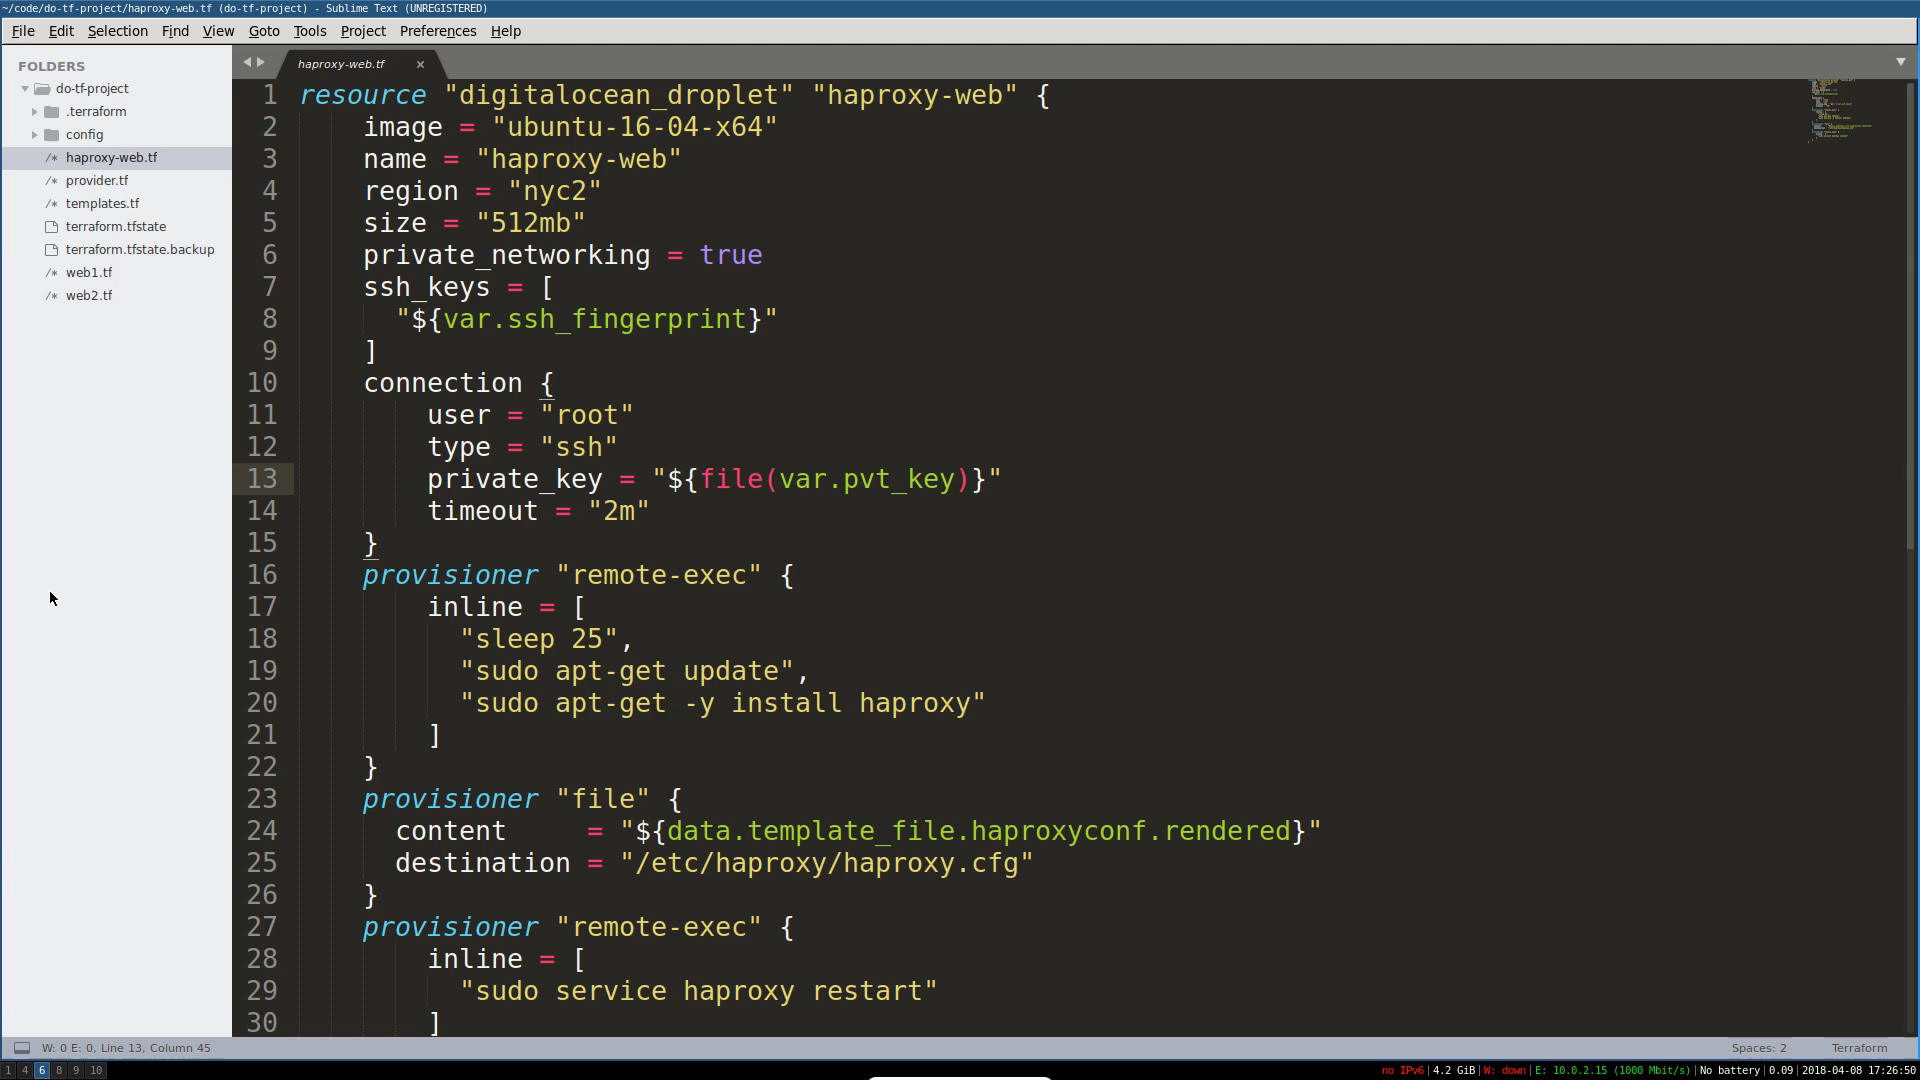 ~/code/do-tf-project/haproxy-web.tf (do-tf-project) - Sublime Text (UNREGISTERED)
File Edit Selection Find View Goto Tools Project Preferences Help
FOLDERS
do-tf-project
.terraform
config
/* haproxy-web.tf
/* provider.tf
/* templates.tf
terraform.tfstate
terraform.tfstate.backup
/* web1.tf
/* web2.tf
haproxy-web.tf ×
1 resource "digitalocean_droplet" "haproxy-web" {
2     image = "ubuntu-16-04-x64"
3     name = "haproxy-web"
4     region = "nyc2"
5     size = "512mb"
6     private_networking = true
7     ssh_keys = [
8       "${var.ssh_fingerprint}"
9     ]
10     connection {
11         user = "root"
12         type = "ssh"
13         private_key = "${file(var.pvt_key)}"
14         timeout = "2m"
15     }
16     provisioner "remote-exec" {
17         inline = [
18           "sleep 25",
19           "sudo apt-get update",
20           "sudo apt-get -y install haproxy"
21         ]
22     }
23     provisioner "file" {
24       content     = "${data.template_file.haproxyconf.rendered}"
25       destination = "/etc/haproxy/haproxy.cfg"
26     }
27     provisioner "remote-exec" {
28         inline = [
29           "sudo service haproxy restart"
30         ]
W: 0 E: 0, Line 13, Column 45 Spaces: 2 Terraform
1 4 6 8 9 10 no IPv6|4.2 GiB|W: down|E: 10.0.2.15 (1000 Mbit/s)|No battery|0.09|2018-04-08 17:26:50